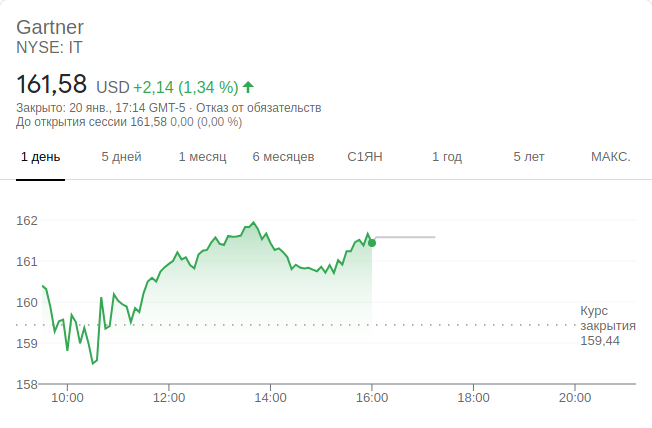 Gartner
NYSE: IT
161,58 USD +2,14 (1,34 %)
Закрыто: 20 янв., 17:14 GMT-5 · Отказ от обязательств
До открытия сессии 161,58 0,00 (0,00 %)
1 день 5 дней 1 месяц 6 месяцев С1ЯН 1 год 5 лет МАКС.
162
161
160
159
158
Курс
закрытия
159,44
10:00 12:00 14:00 16:00 18:00 20:00